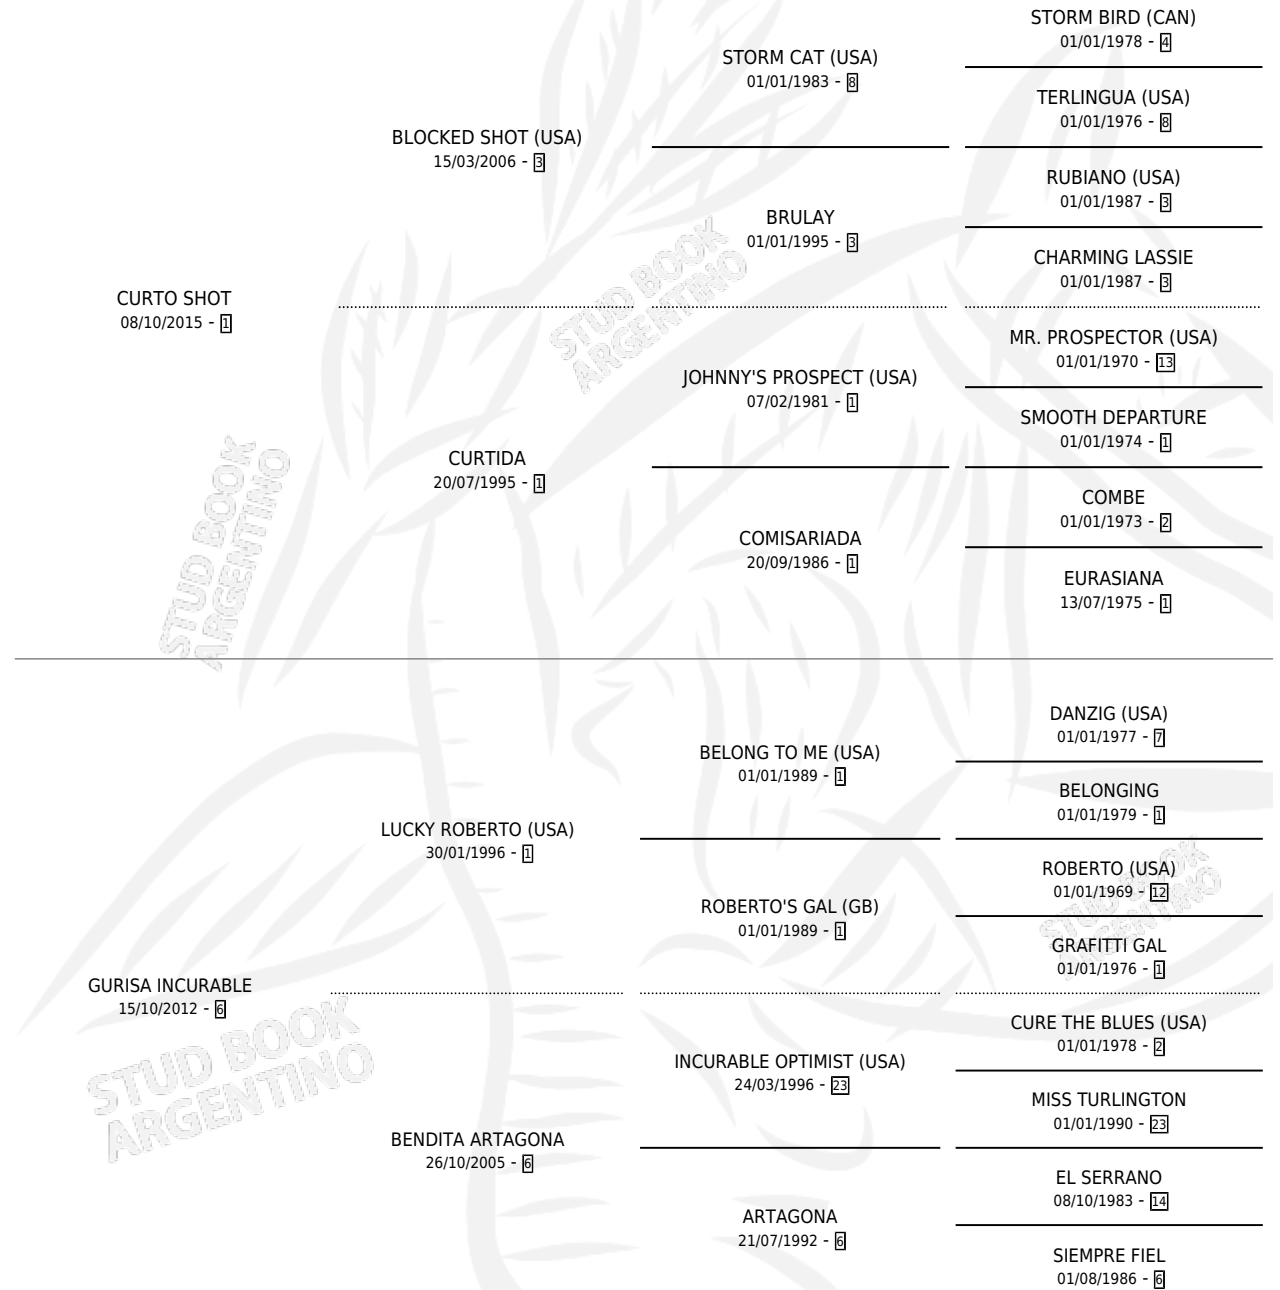 STORM BIRD (CAN)
01/01/1978 - 4
STORM CAT (USA)
01/01/1983 - 8
TERLINGUA (USA)
01/01/1976 - 8
BLOCKED SHOT (USA)
15/03/2006 - 3
RUBIANO (USA)
01/01/1987 - 3
BRULAY
01/01/1995 - 3
CHARMING LASSIE
01/01/1987 - 3
CURTO SHOT
08/10/2015 - 1
MR. PROSPECTOR (USA)
01/01/1970 - 13
JOHNNY'S PROSPECT (USA)
07/02/1981 - 1
SMOOTH DEPARTURE
01/01/1974 - 1
CURTIDA
20/07/1995 - 1
COMBE
01/01/1973 - 2
COMISARIADA
20/09/1986 - 1
EURASIANA
13/07/1975 - 1
DANZIG (USA)
01/01/1977 - 7
BELONG TO ME (USA)
01/01/1989 - 1
BELONGING
01/01/1979 - 1
LUCKY ROBERTO (USA)
30/01/1996 - 1
ROBERTO (USA)
01/01/1969 - 12
ROBERTO'S GAL (GB)
01/01/1989 - 1
GRAFITTI GAL
01/01/1976 - 1
GURISA INCURABLE
15/10/2012 - 6
CURE THE BLUES (USA)
01/01/1978 - 2
INCURABLE OPTIMIST (USA)
24/03/1996 - 23
MISS TURLINGTON
01/01/1990 - 23
BENDITA ARTAGONA
26/10/2005 - 6
EL SERRANO
08/10/1983 - 14
ARTAGONA
21/07/1992 - 6
SIEMPRE FIEL
01/08/1986 - 6
STUD BOOK
ARGENTINO
STUD BOOK
ARGENTINO
STUD BOOK
ARGENTINO
STUD BOOK
ARGENTINO